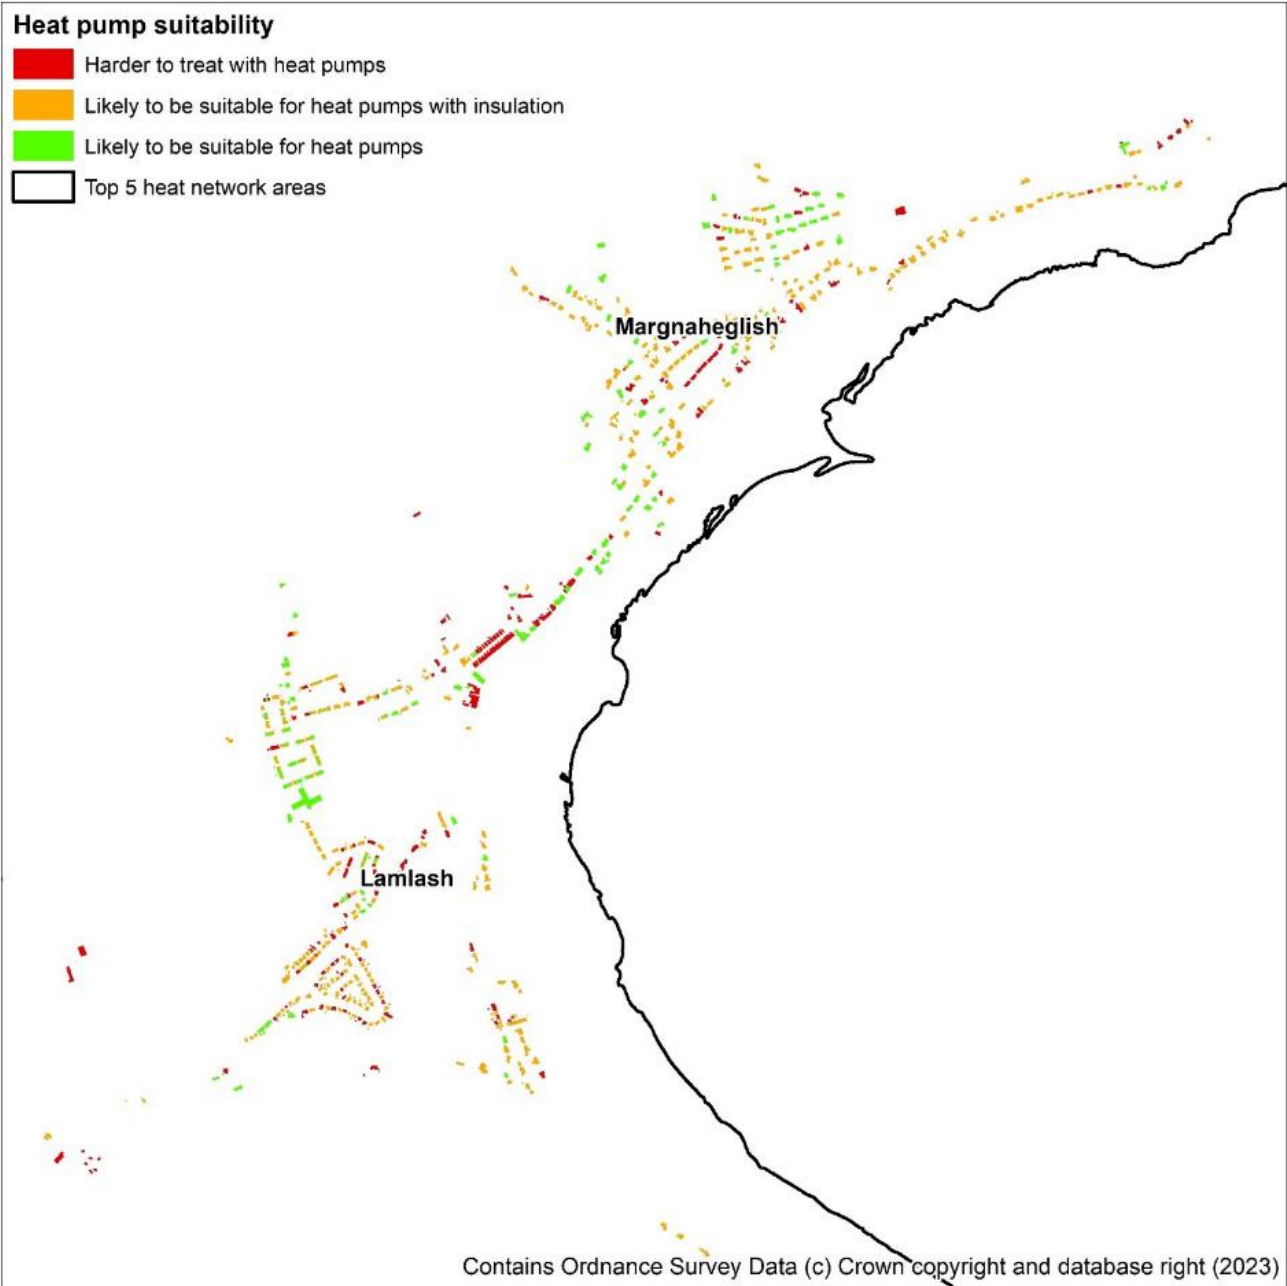 Heat pump suitability
Harder to treat with heat pumps
Likely to be suitable for heat pumps with insulation
Likely to be suitable for heat pumps
Top 5 heat network areas
Margnaheglish
Lamlash
Contains Ordnance Survey Data (c) Crown copyright and database right (2023)